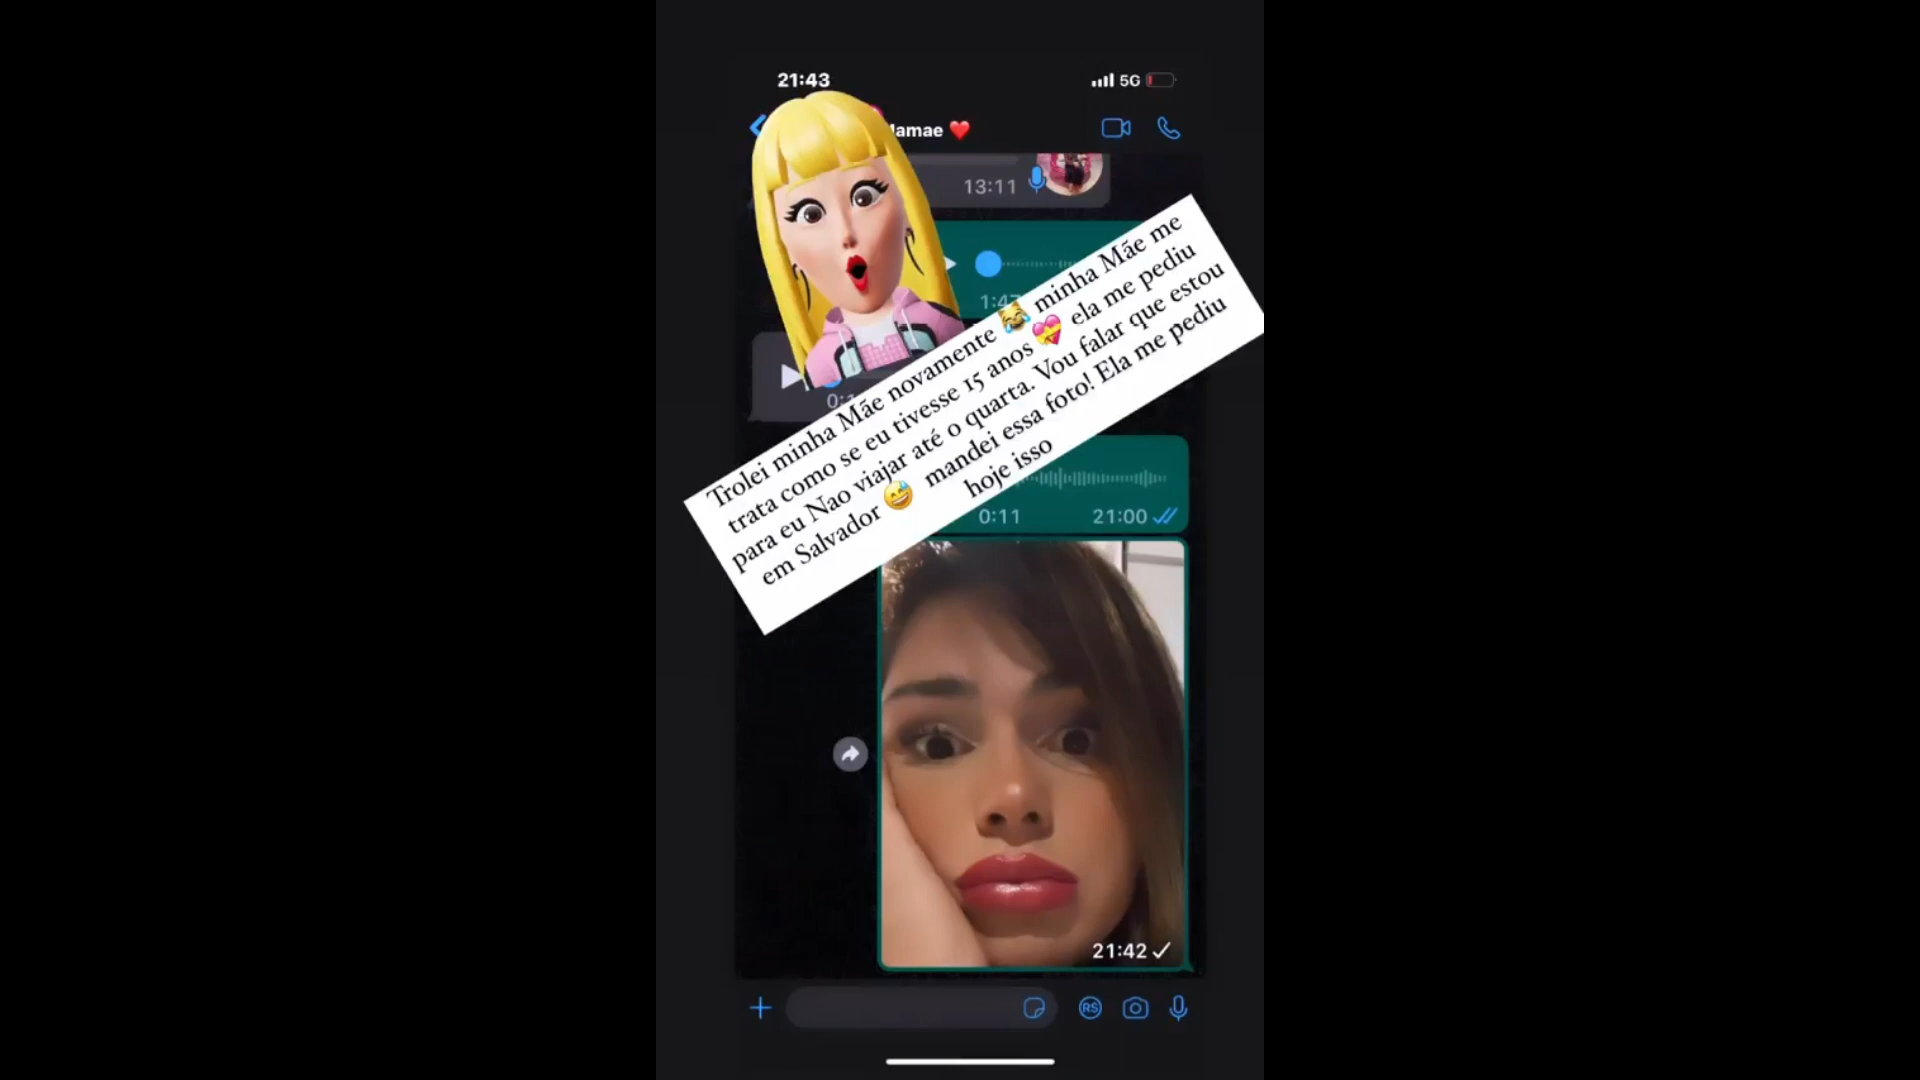 21:43
5G
amae ❤️
13:11
Trolei minha Mãe novamente 😹 minha Mãe me
trata como se eu tivesse 15 anos 💝 ela me pediu
para eu Nao viajar até o quarta. Vou falar que estou
em Salvador 😅 mandei essa foto! Ela me pediu
hoje isso
0:11
21:00
21:42
R$